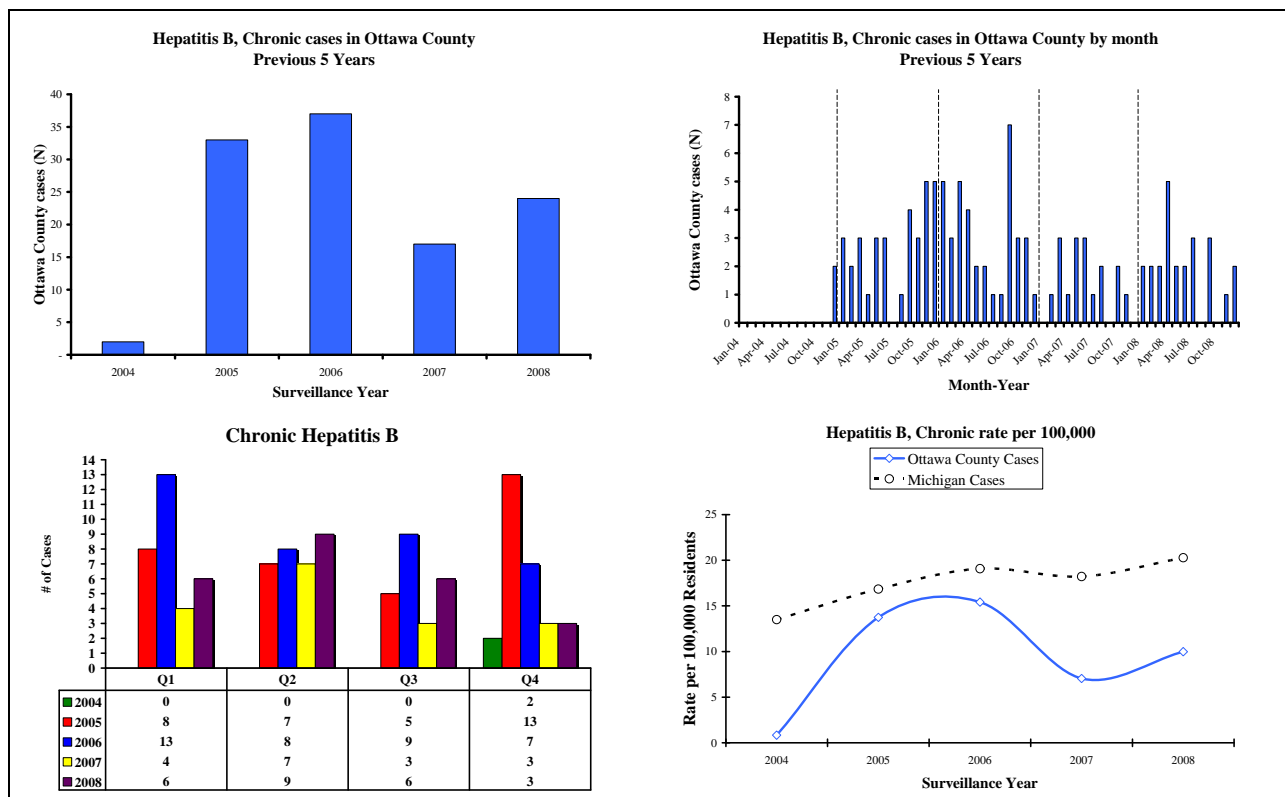 Hepatitis B, Chronic cases in Ottawa County
Previous 5 Years
Ottawa County cases (N)
40
35
30
25
20
15
10
5
-
2004 2005 2006 2007 2008
Surveillance Year
Hepatitis B, Chronic cases in Ottawa County by month
Previous 5 Years
Ottawa County cases (N)
8
7
6
5
4
3
2
1
0
Jan-04 Apr-04 Jul-04 Oct-04 Jan-05 Apr-05 Jul-05 Oct-05 Jan-06 Apr-06 Jul-06 Oct-06 Jan-07 Apr-07 Jul-07 Oct-07 Jan-08 Apr-08 Jul-08 Oct-08
Month-Year
Chronic Hepatitis B
# of Cases
14
13
12
11
10
9
8
7
6
5
4
3
2
1
0
Q1 Q2 Q3 Q4
2004 0 0 0 2
2005 8 7 5 13
2006 13 8 9 7
2007 4 7 3 3
2008 6 9 6 3
Hepatitis B, Chronic rate per 100,000
Ottawa County Cases
Michigan Cases
Rate per 100,000 Residents
25
20
15
10
5
0
2004 2005 2006 2007 2008
Surveillance Year